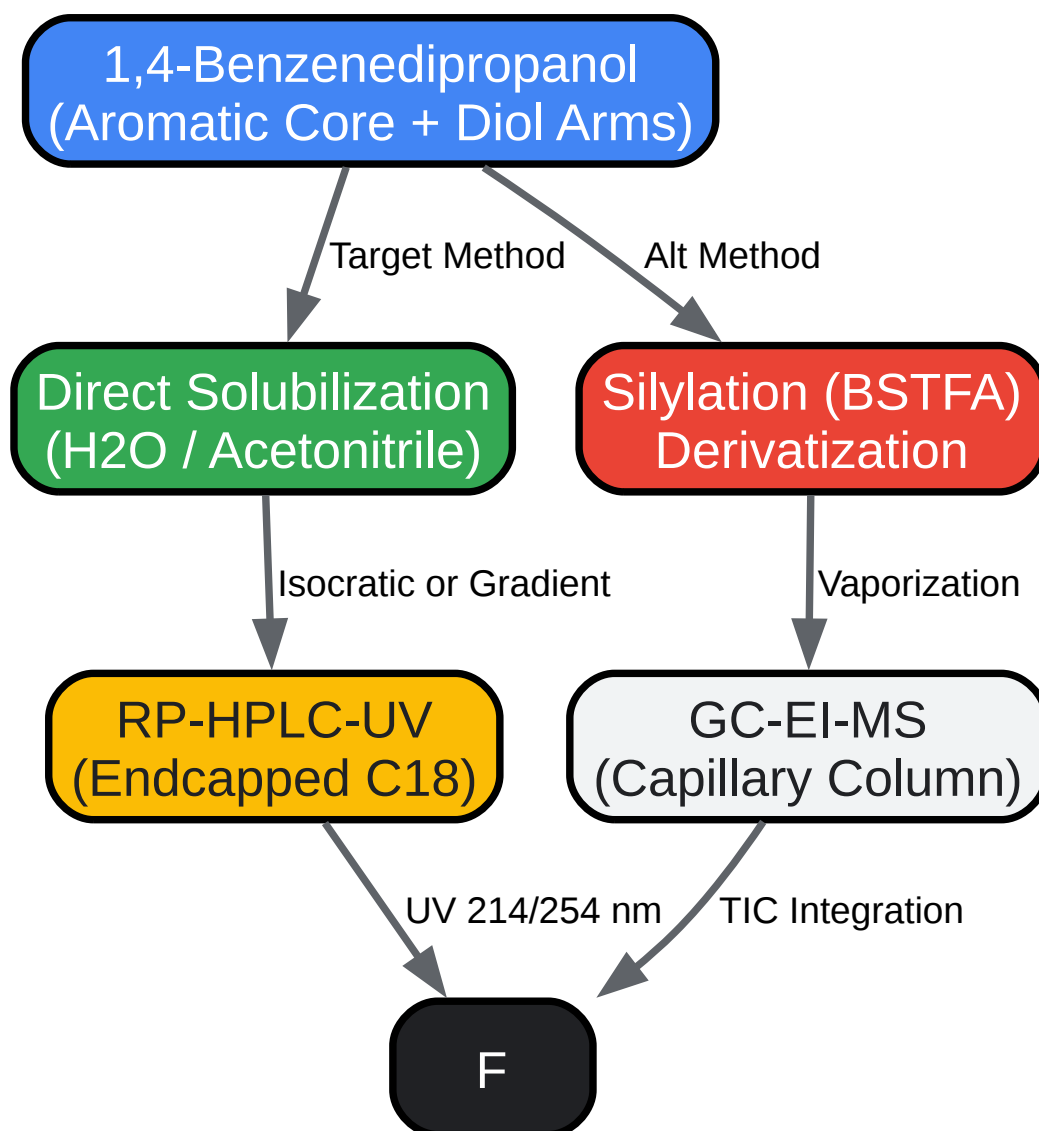 1,4-Benzenedipropanol
(Aromatic Core + Diol Arms)
Target Method
Alt Method
Direct Solubilization
(H2O / Acetonitrile)
Silylation (BSTFA)
Derivatization
Isocratic or Gradient
Vaporization
RP-HPLC-UV
(Endcapped C18)
GC-EI-MS
(Capillary Column)
UV 214/254 nm
TIC Integration
F